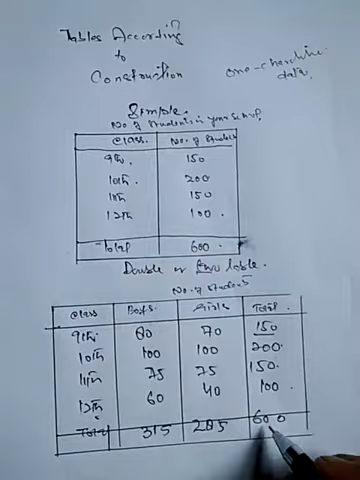 Tables According
to
Construction
one-characteristic
data,
Simple.
No. of students in your school,
Class. No. of students
9th. 150
10th. 200
11th 150
12th 100.
Total 600.
Double or two table.
No. of students
Class Boys. Girls Total.
9th 80 70 150
10th 100 100 200.
11th 75 75 150.
12th 60 40 100.
Total 315 285 600